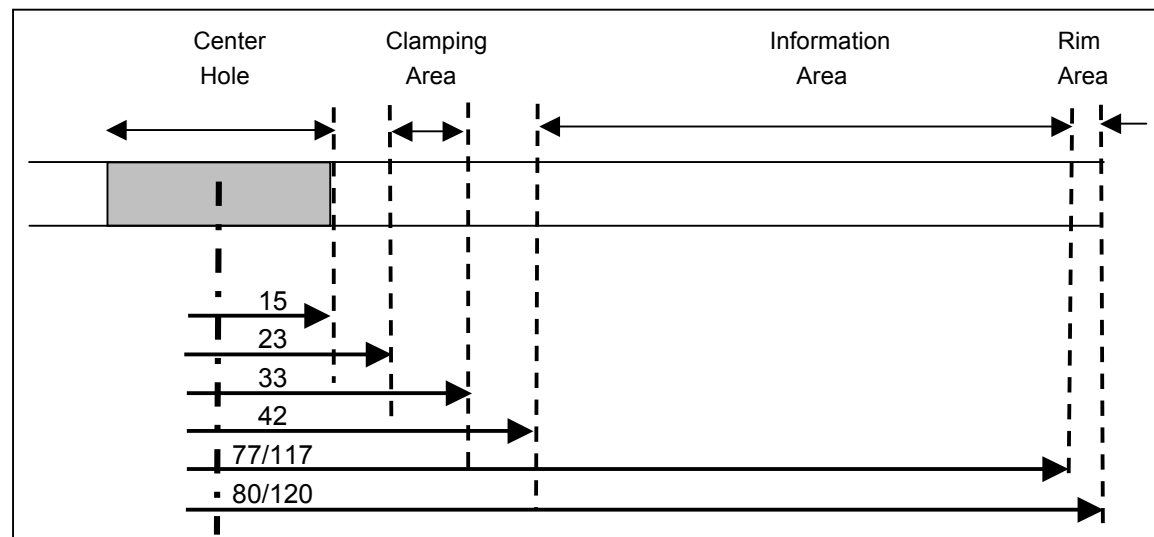 Center
Hole
Clamping
Area
Information
Area
Rim
Area
15
23
33
42
77/117
80/120